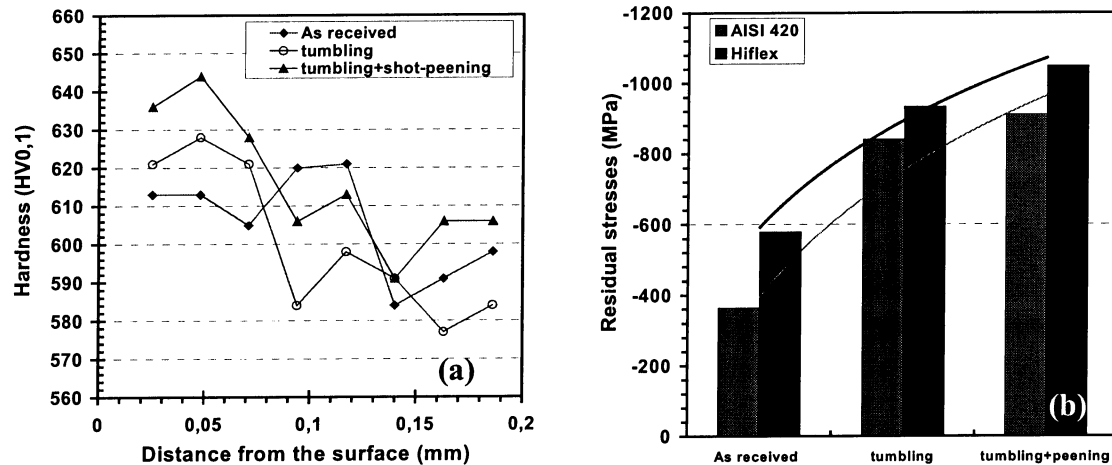 660
650
640
630
620
610
600
590
580
570
560
Hardness (HV0,1)
As received
tumbling
tumbling+shot-peening
(a)
0
0,05
0,1
0,15
0,2
Distance from the surface (mm)
-1200
-1000
-800
-600
-400
-200
0
Residual stresses (MPa)
AISI 420
Hiflex
(b)
As received
tumbling
tumbling+peening